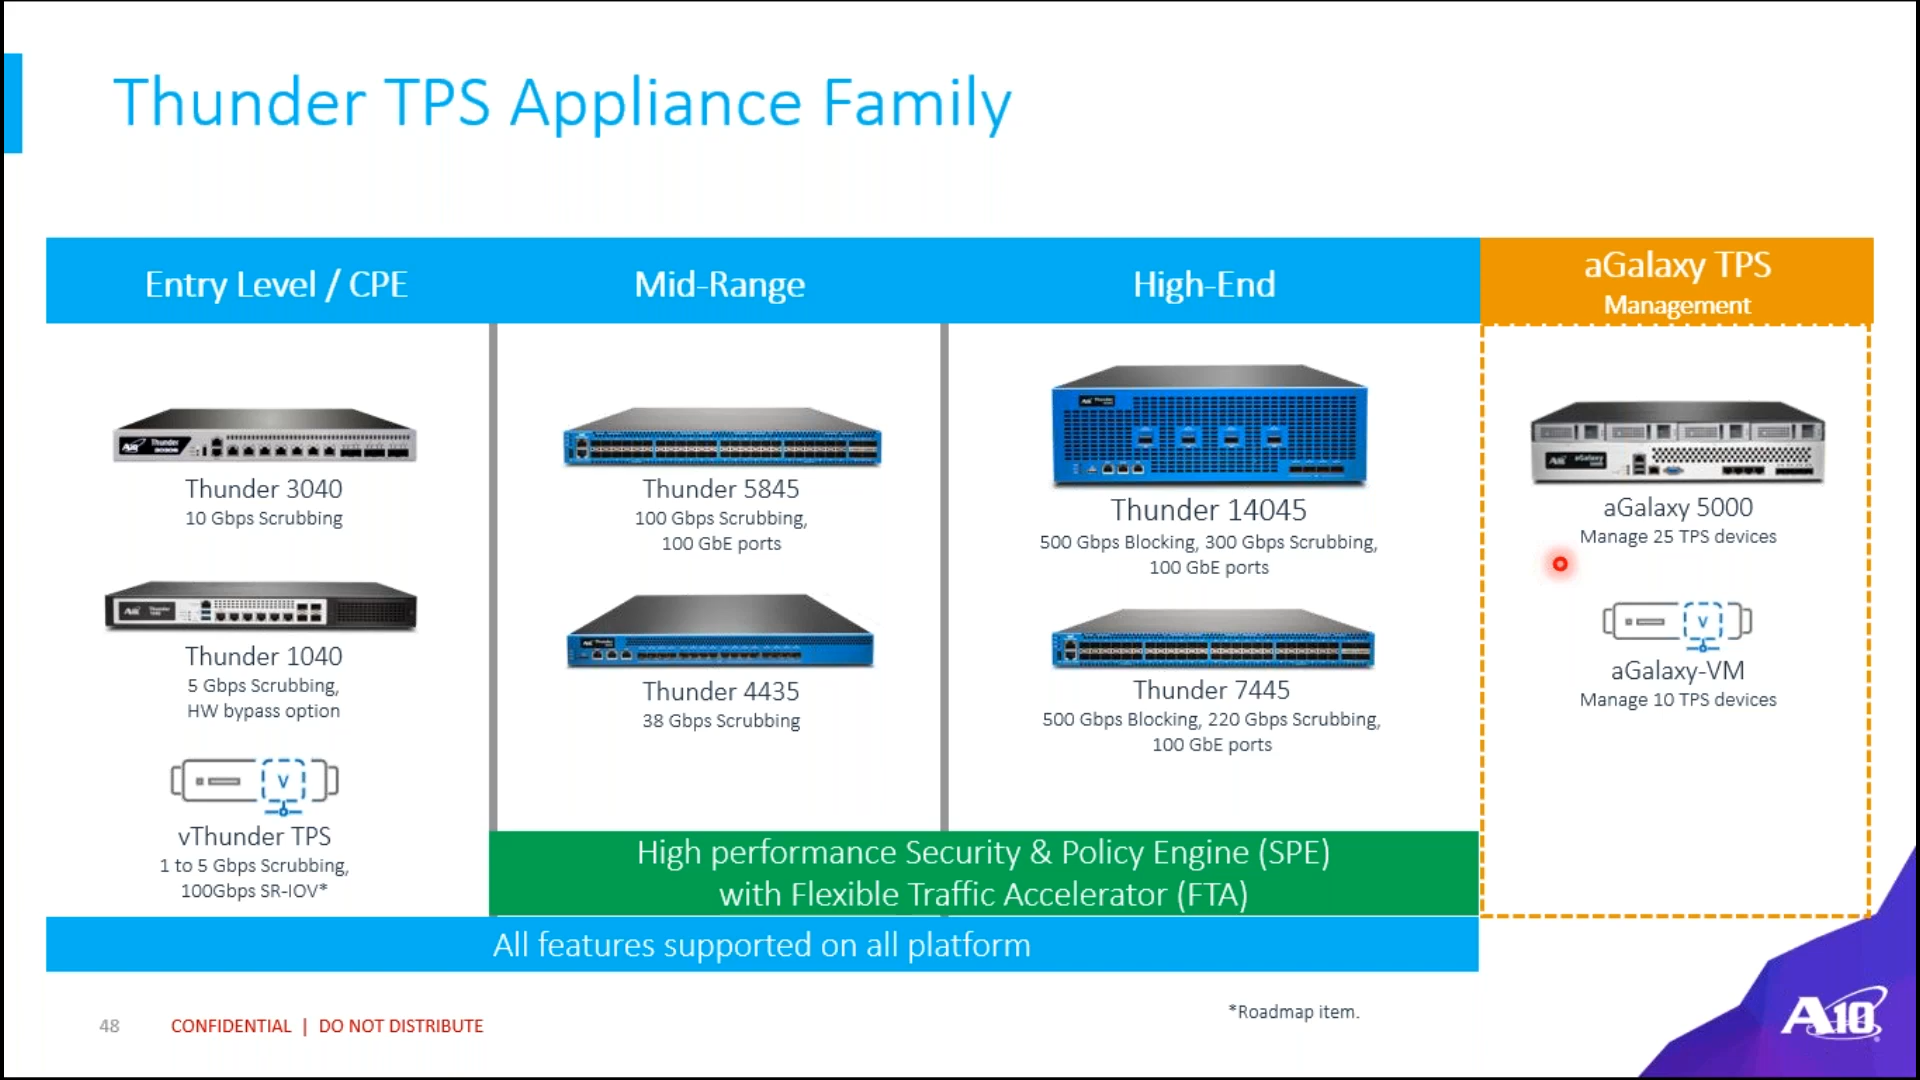 Thunder TPS Appliance Family
Entry Level / CPE
Mid-Range
High-End
aGalaxy TPS
Management
Thunder 3040
10 Gbps Scrubbing
Thunder 1040
5 Gbps Scrubbing,
HW bypass option
V
vThunder TPS
1 to 5 Gbps Scrubbing,
100Gbps SR-IOV*
Thunder 5845
100 Gbps Scrubbing,
100 GbE ports
Thunder 4435
38 Gbps Scrubbing
Thunder 14045
500 Gbps Blocking, 300 Gbps Scrubbing,
100 GbE ports
Thunder 7445
500 Gbps Blocking, 220 Gbps Scrubbing,
100 GbE ports
aGalaxy 5000
Manage 25 TPS devices
V
aGalaxy-VM
Manage 10 TPS devices
High performance Security & Policy Engine (SPE)
with Flexible Traffic Accelerator (FTA)
All features supported on all platform
*Roadmap item.
48
CONFIDENTIAL | DO NOT DISTRIBUTE
A10